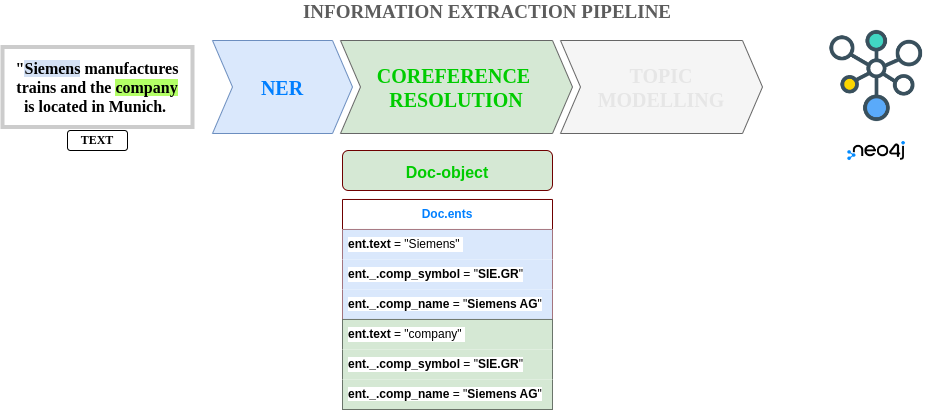 INFORMATION EXTRACTION PIPELINE
"Siemens manufactures
trains and the company
is located in Munich.
TEXT
NER
COREFERENCE
RESOLUTION
TOPIC
MODELLING
neo4j
Doc-object
Doc.ents
ent.text = "Siemens"
ent._.comp_symbol = "SIE.GR"
ent._.comp_name = "Siemens AG"
ent.text = "company"
ent._.comp_symbol = "SIE.GR"
ent._.comp_name = "Siemens AG"